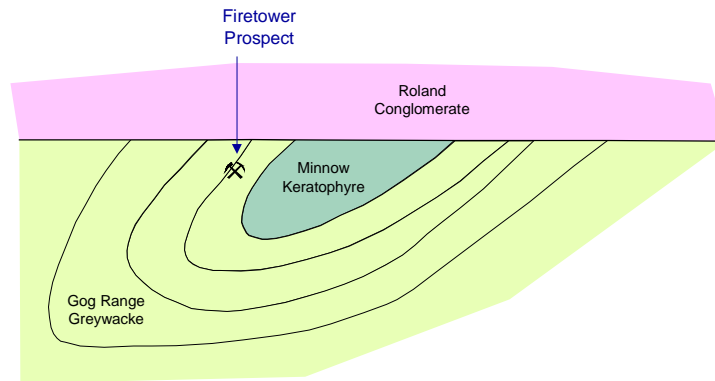 Firetower
Prospect
Roland
Conglomerate
Minnow
Keratophyre
Gog Range
Greywacke